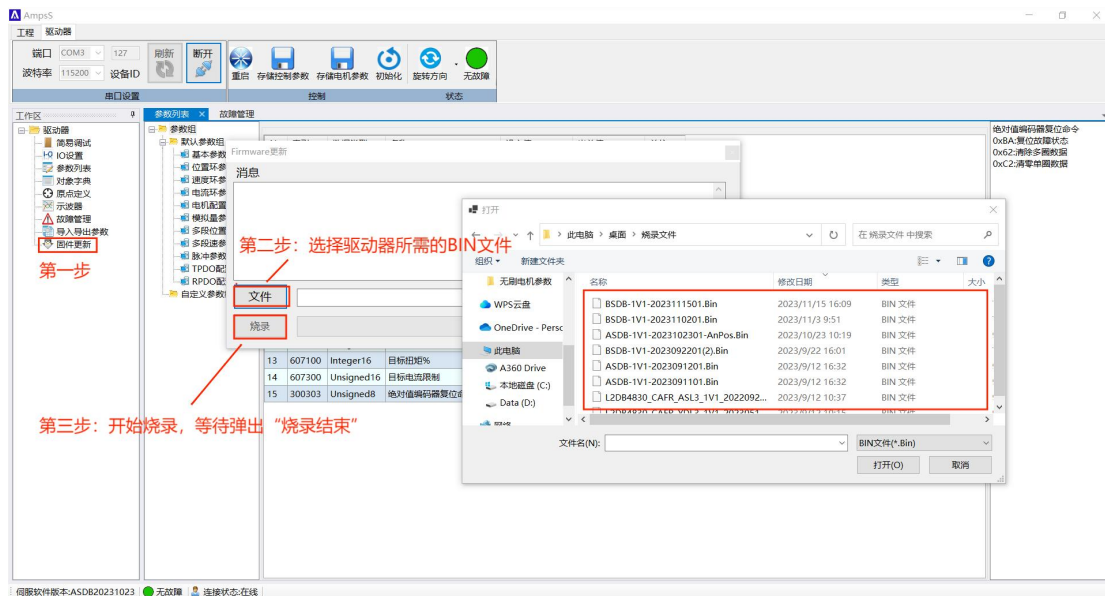 AmpsS
工程 驱动器
端口 COM3 127 刷新 断开
波特率 115200 设备ID
重启 存储控制参数 存储电机参数 初始化 旋转方向 无故障
串口设置 控制 状态
工作区
驱动器
简易调试
IO设置
参数列表
对象字典
原点定义
示波器
故障管理
导入导出参数
固件更新
第一步
参数列表 × 故障管理
参数组
默认参数组
基本参数
位置环参
速度环参
电流环参
电机配置
模拟量参
多段位置
多段速参
脉冲参数
TPDO配
RPDO配
自定义参数
Firmware更新
消息
第二步：选择驱动器所需的BIN文件
文件
烧录
第三步：开始烧录，等待弹出“烧录结束”
13 607100 Integer16 目标扭矩%
14 607300 Unsigned16 目标电流限制
15 300303 Unsigned8 绝对值编码器复位命
打开
此电脑 › 桌面 › 烧录文件
在 烧录文件 中搜索
组织 新建文件夹
无刷电机参数
WPS云盘
OneDrive - Persc
此电脑
A360 Drive
本地磁盘 (C:)
Data (D:)
网络
名称 修改日期 类型 大小
BSDB-1V1-2023111501.Bin 2023/11/15 16:09 BIN 文件
BSDB-1V1-2023110201.Bin 2023/11/3 9:51 BIN 文件
ASDB-1V1-2023102301-AnPos.Bin 2023/10/23 10:19 BIN 文件
BSDB-1V1-2023092201(2).Bin 2023/9/22 16:01 BIN 文件
ASDB-1V1-2023091201.Bin 2023/9/12 16:32 BIN 文件
ASDB-1V1-2023091101.Bin 2023/9/12 16:32 BIN 文件
L2DB4830_CAFR_ASL3_1V1_2022092... 2023/9/12 10:37 BIN 文件
文件名(N): BIN文件(*.Bin)
打开(O) 取消
绝对值编码器复位命令
0xBA:复位故障状态
0x62:清除多圈数据
0xC2:清零单圈数据
伺服软件版本:ASDB20231023 无故障 连接状态:在线